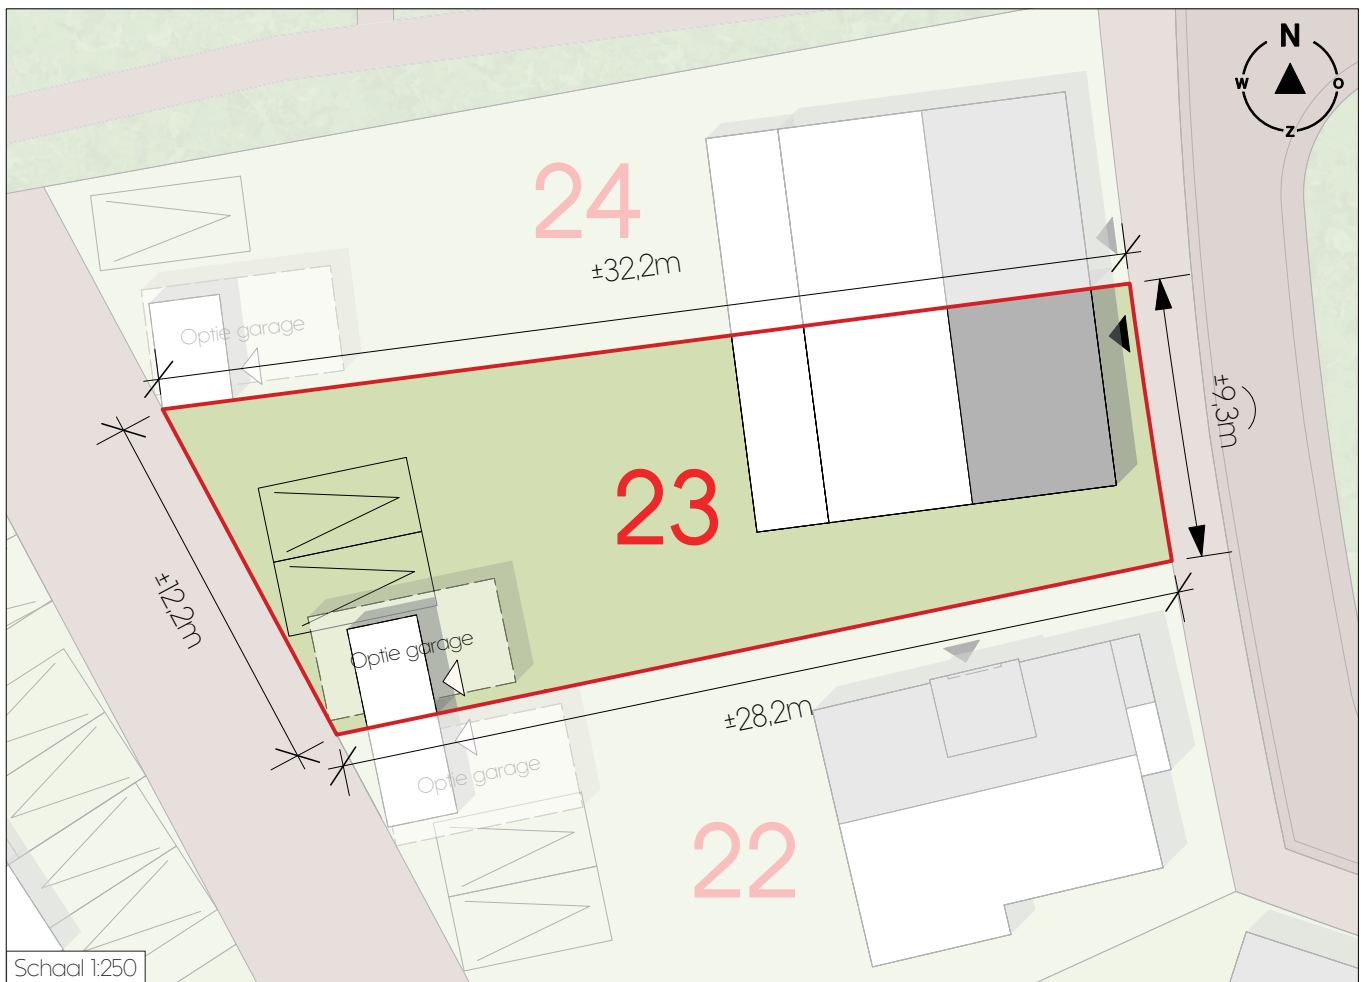 N
W
O
Z
24
±32,2m
Optie garage
±9,3m
23
±12,2m
Optie garage
±28,2m
Optie garage
22
Schaal 1:250